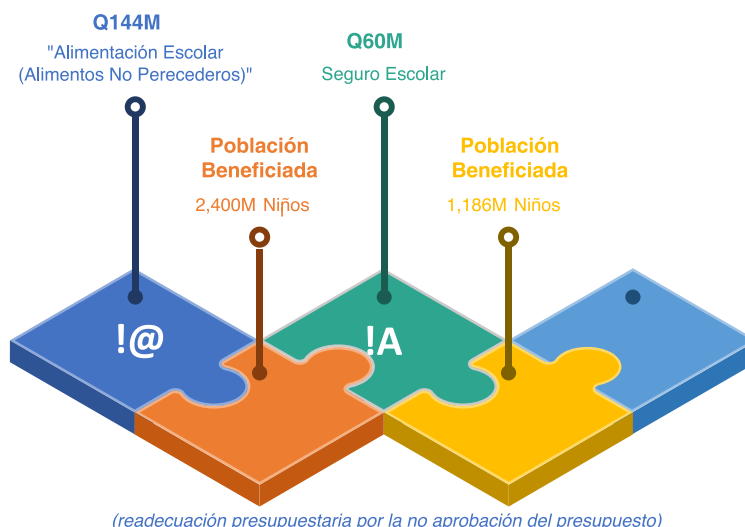 Q144M
"Alimentación Escolar
(Alimentos No Perecederos)"
Q60M
Seguro Escolar
Población
Beneficiada
2,400M Niños
Población
Beneficiada
1,186M Niños
!@
!A
(readecuación presupuestaria por la no aprobación del presupuesto)